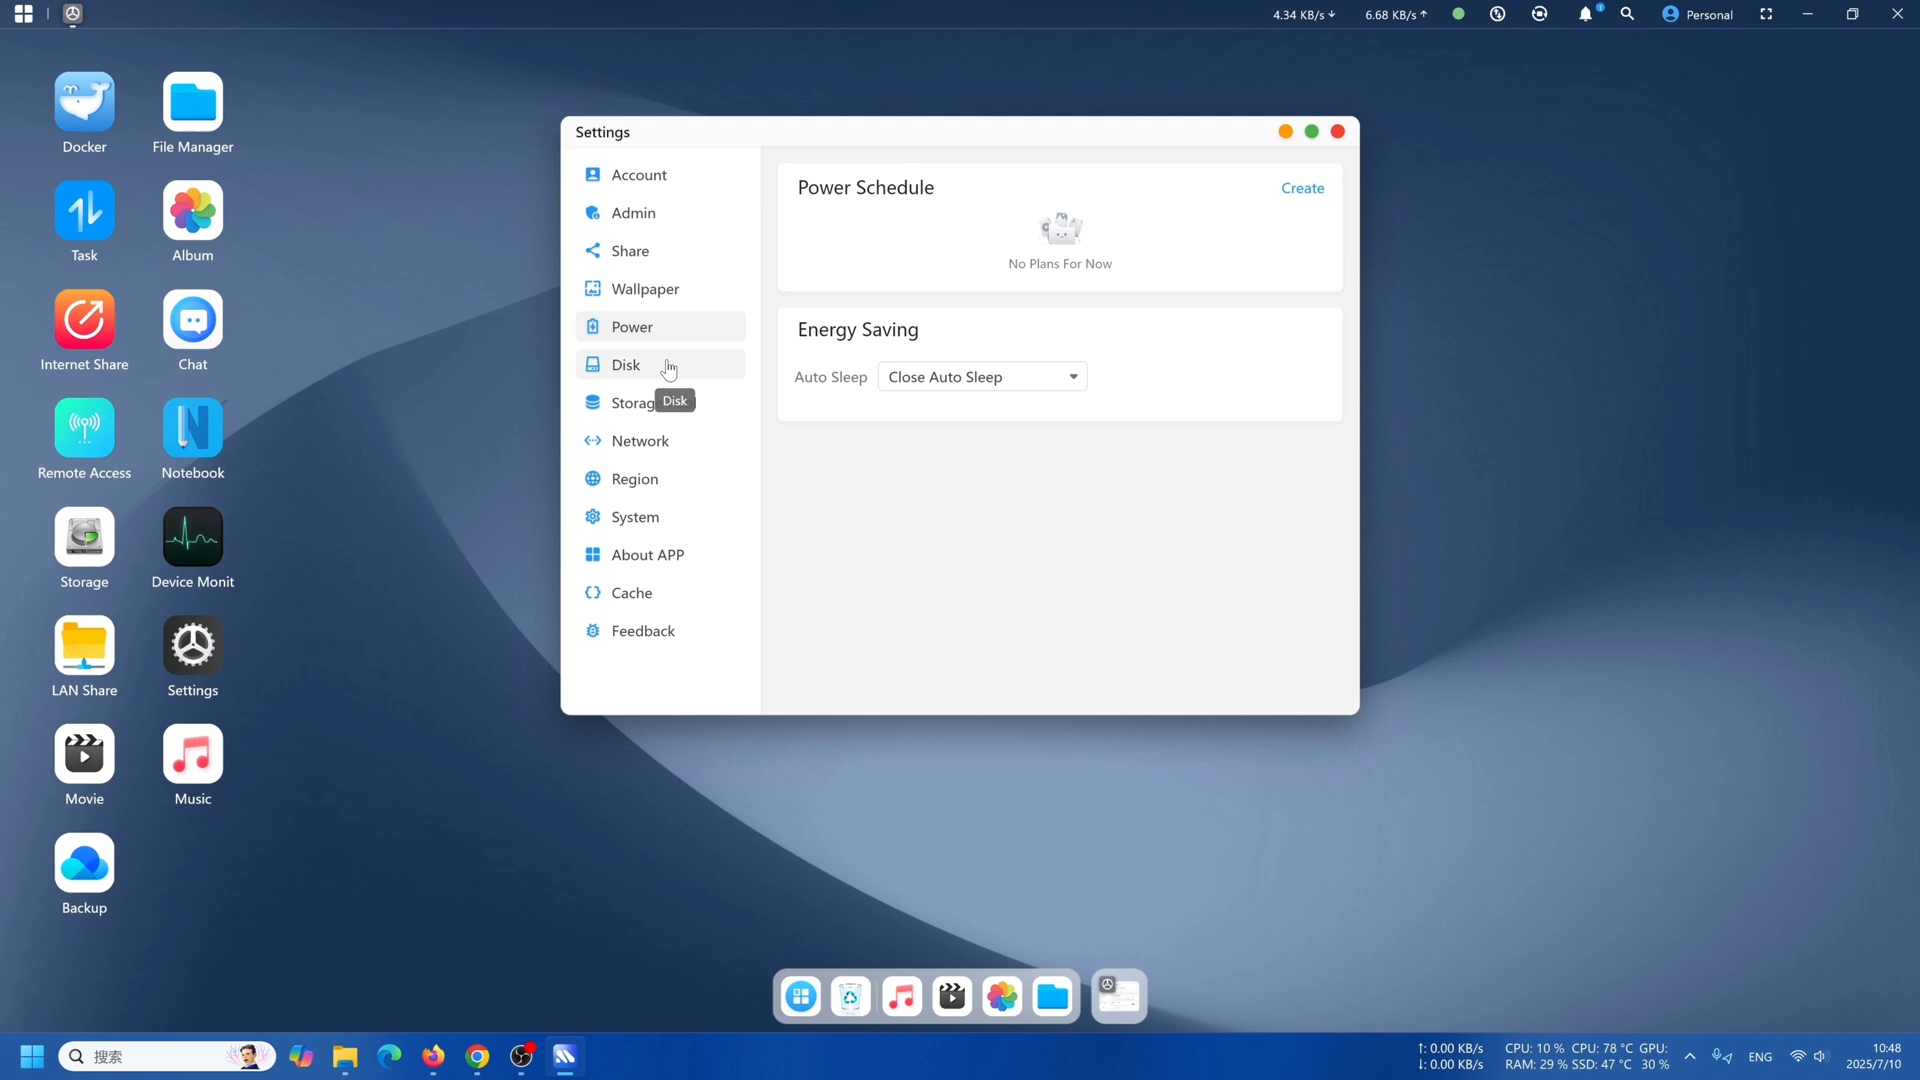 4.34 KB/s↓
6.68 KB/s↑
1
Personal
Docker
File Manager
Task
Album
Internet Share
Chat
Remote Access
Notebook
Storage
Device Monit
LAN Share
Settings
Movie
Music
Backup
Settings
Account
Admin
Share
Wallpaper
Power
Disk
Storag
Disk
Network
Region
System
About APP
Cache
Feedback
Power Schedule
Create
No Plans For Now
Energy Saving
Auto Sleep
Close Auto Sleep
搜索
↑: 0.00 KB/s
↓: 0.00 KB/s
CPU: 10 % CPU: 78 °C GPU:
RAM: 29 % SSD: 47 °C 30 %
ENG
10:48
2025/7/10